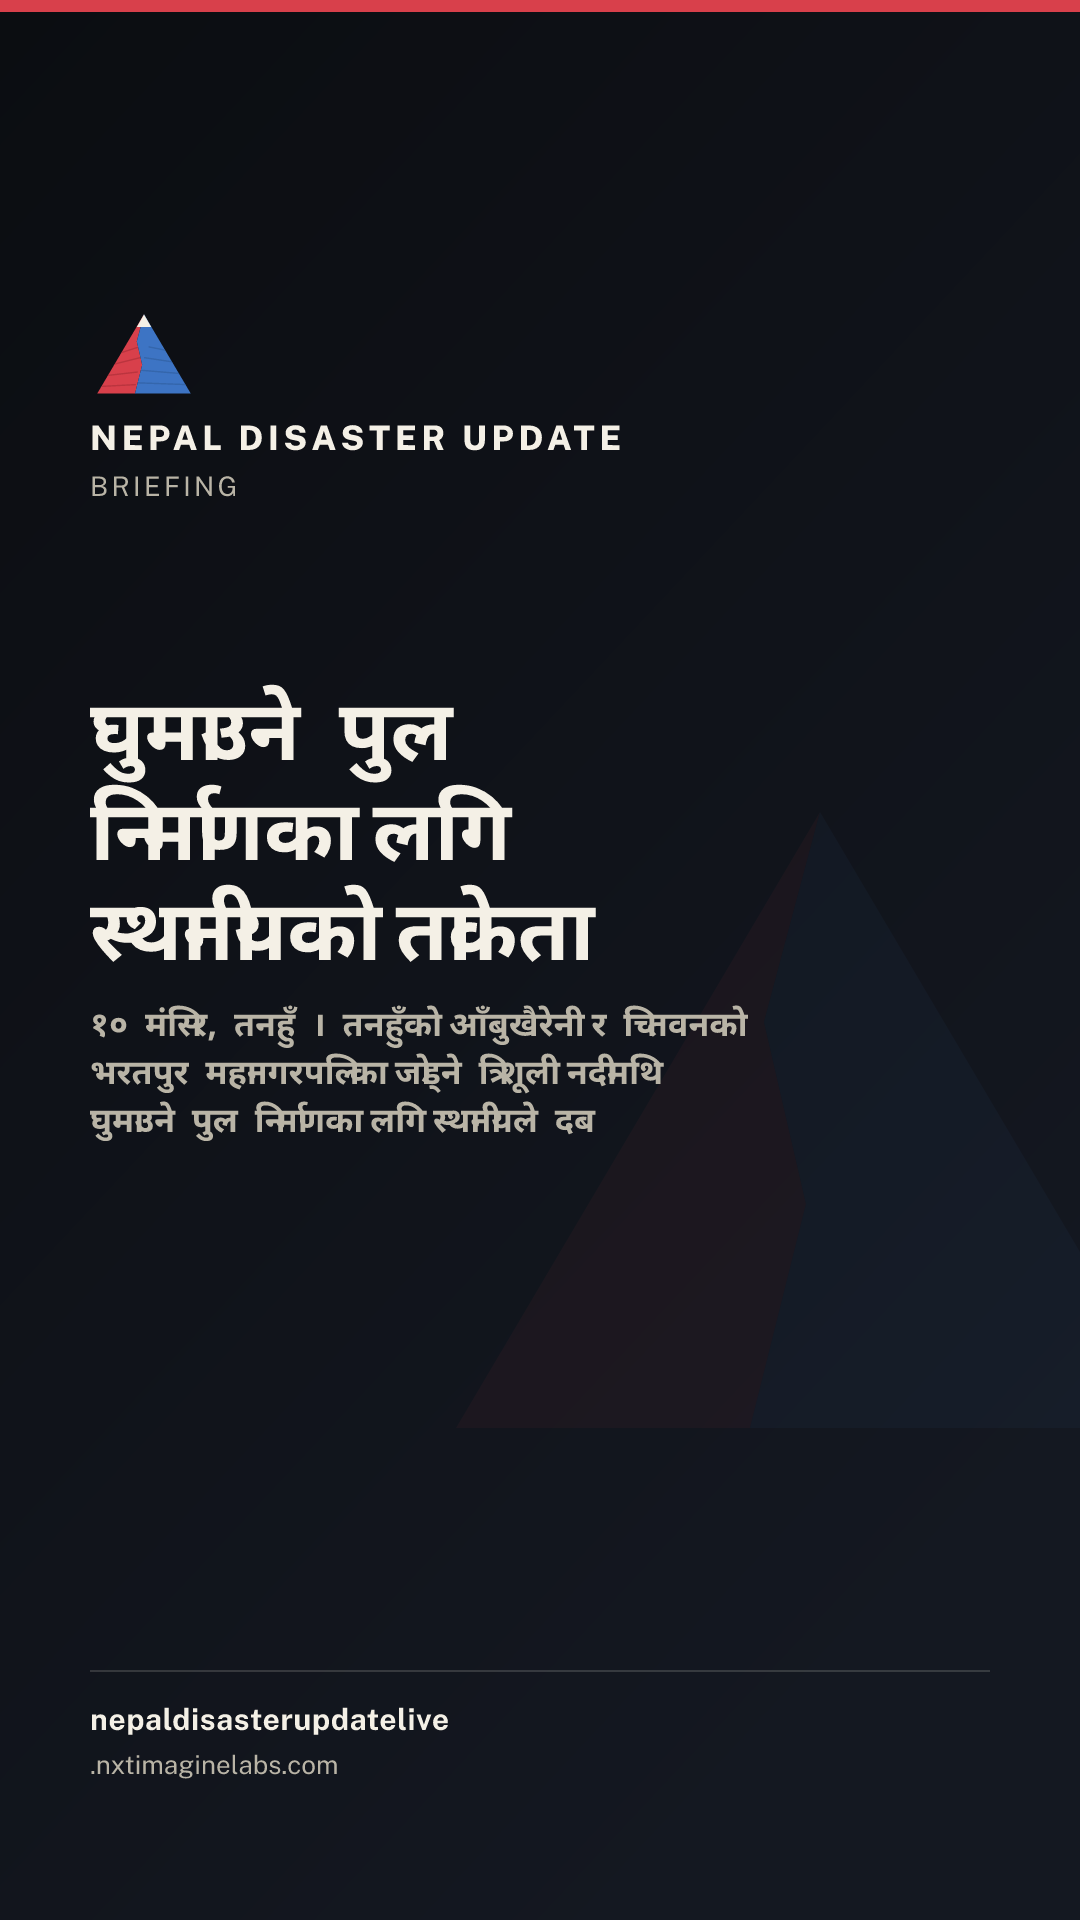 NEPAL DISASTER UPDATE
BRIEFING
घुमाउने पुल
निर्माणका लागि
स्थानीयको ताकेता
१० मंसिर, तनहुँ । तनहुँको आँबुखैरेनी र चितवनको
भरतपुर महानगरपालिका जोड्ने त्रिशूली नदीमाथि
घुमाउने पुल निर्माणका लागि स्थानीयले दब
nepaldisasterupdatelive
.nxtimaginelabs.com